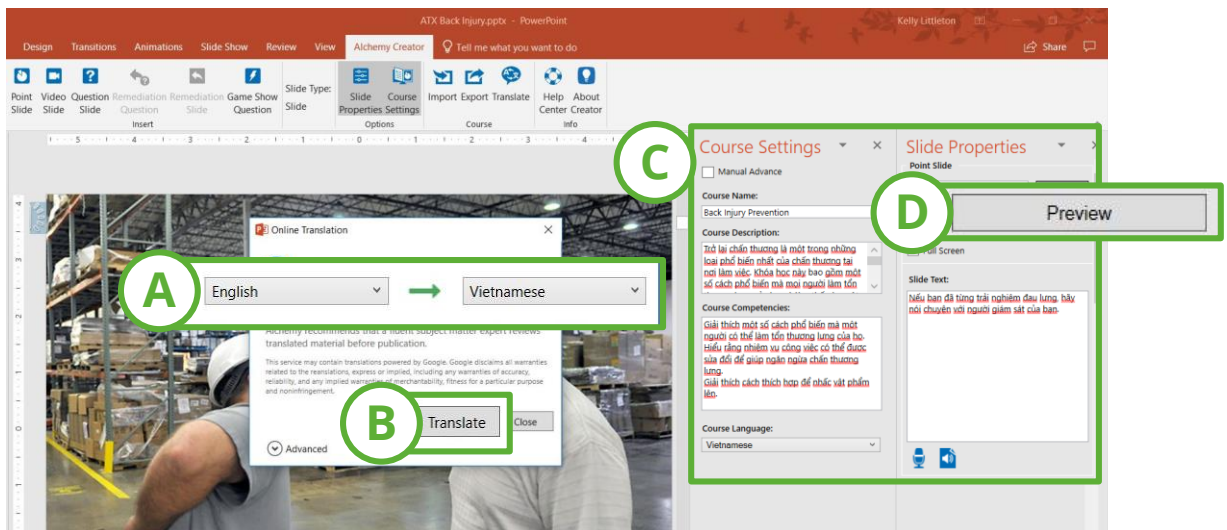 ATX Back Injury.pptx - PowerPoint
Kelly Littleton
Design Transitions Animations Slide Show Review View Alchemy Creator Tell me what you want to do
Share
Point Slide
Video Slide
Question Slide
Remediation Question
Remediation Slide
Game Show Question
Insert
Slide Type:
Slide
Slide Properties
Course Settings
Options
Import Export Translate
Course
Help Center
About Creator
Info
Online Translation
A
English
Vietnamese
Alchemy recommends that a fluent subject matter expert reviews
translated material before publication.
This service may contain translations powered by Google. Google disclaims all warranties
related to the reanslations, express or implied, including any warranties of accuracy,
reliability, and any implied warranties of merchantability, fitness for a particular purpose
and noninfringement.
B
Translate
Close
Advanced
C
Course Settings
Manual Advance
Course Name:
Back Injury Prevention
Course Description:
Trở lại chấn thương là một trong những
loại phổ biến nhất của chấn thương tại
nơi làm việc. Khóa học này bao gồm một
số cách phổ biến mà mọi người làm tổn
Course Competencies:
Giải thích một số cách phổ biến mà một
người có thể làm tổn thương lưng của họ.
Hiểu rằng nhiệm vụ công việc có thể được
sửa đổi để giúp ngăn ngừa chấn thương
lưng.
Giải thích cách thích hợp để nhấc vật phẩm
lên.
Course Language:
Vietnamese
Slide Properties
Point Slide
D
Preview
Full Screen
Slide Text:
Nếu bạn đã từng trải nghiệm đau lưng, hãy
nói chuyện với người giám sát của bạn.